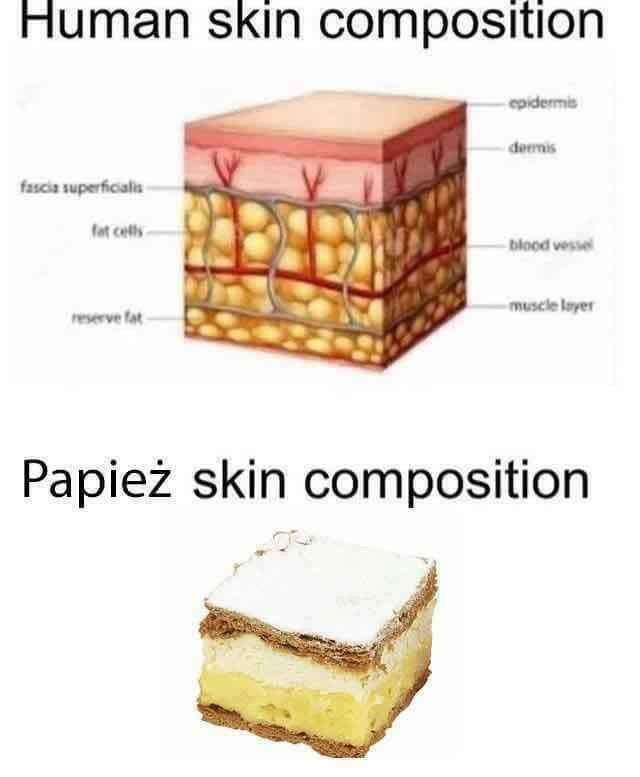 Human skin composition
epidermis
dermis
fascia superficialis
fat cells
blood vessel
muscle layer
reserve fat
Papież skin composition